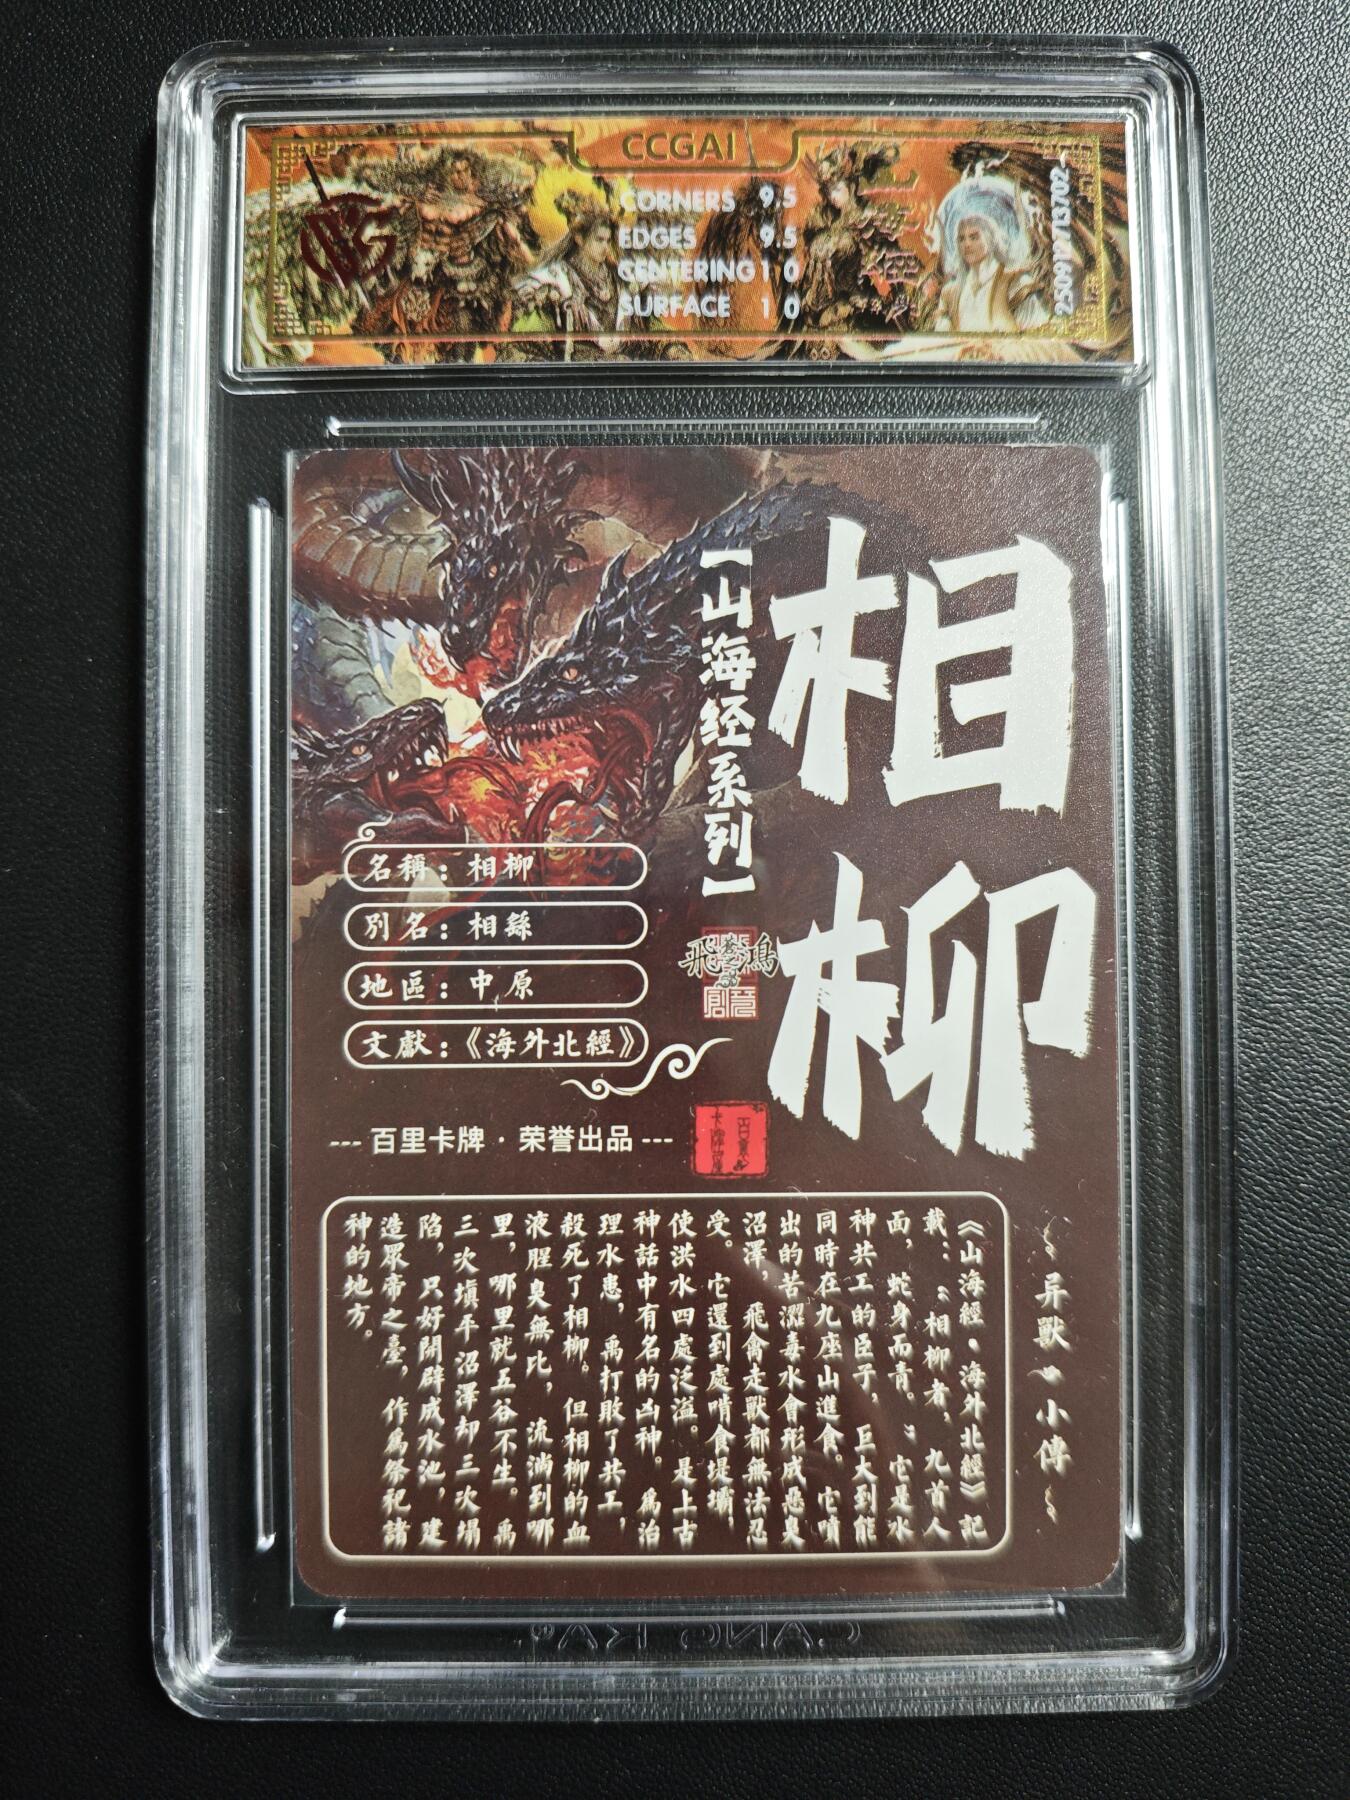 CCGAI
CORNERS 9.5
EDGES 9.5
CENTERING 10
SURFACE 10
相柳
【山海经系列】
飛鴻
名稱：相柳
別名：相繇
地區：中原
文獻：《海外北經》
--- 百里卡牌 · 荣誉出品 ---
异獸 小傳
《山海經·海外北經》記
載：“相柳者，九首人
面，蛇身而青。”它是水
神共工的臣子，巨大到能
同時在九座山進食。它噴
出的苦澀毒水會形成惡臭
沼澤，飛禽走獸都無法忍
受。它還到處啃食堤壩，
使洪水四處泛溢。是上古
神話中有名的凶神。爲治
理水患，禹打敗了共工，
殺死了相柳。但相柳的血
液腥臭無比，流淌到哪
里，哪里就五谷不生。禹
三次填平沼澤却三次塌
陷，只好開辟成水池，建
造眾帝之臺，作爲祭祀諸
神的地方。